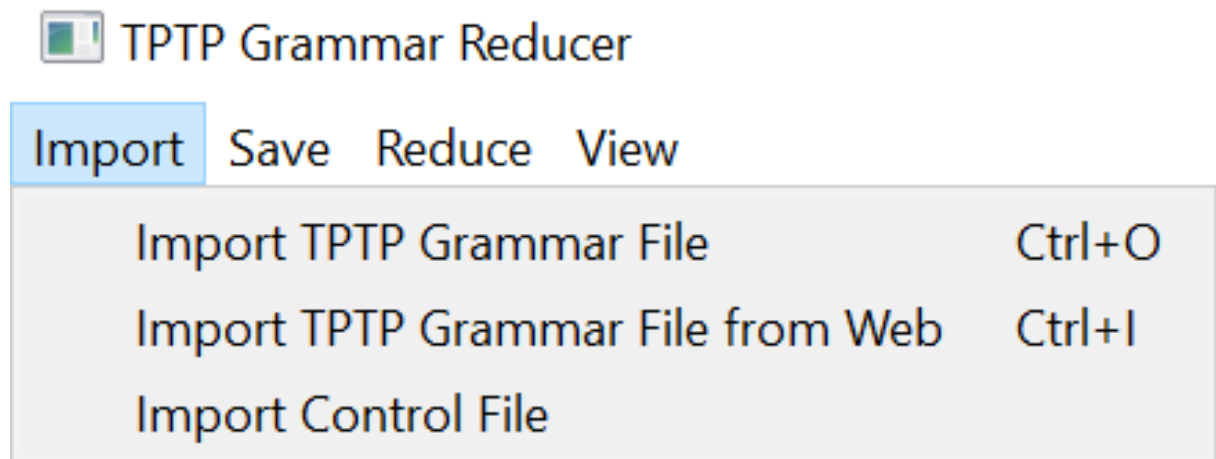 TPTP Grammar Reducer
Import Save Reduce View
Import TPTP Grammar File Ctrl+O
Import TPTP Grammar File from Web Ctrl+I
Import Control File